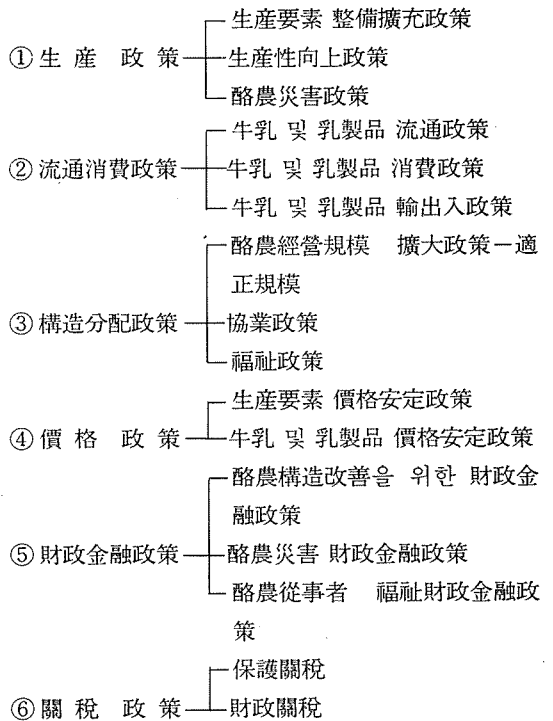 生産要素 整備擴充政策
①生 産 政 策 生産性向上政策
酪農災害政策
牛乳 및 乳製品 流通政策
②流通消費政策 牛乳 및 乳製品 消費政策
牛乳 및 乳製品 輸出入政策
酪農經營規模 擴大政策-適
正規模
③構造分配政策 協業政策
福祉政策
生産要素 價格安定政策
④價 格 政 策 牛乳 및 乳製品 價格安定政策
酪農構造改善을 위한 財政金
融政策
⑤財政金融政策 酪農災害 財政金融政策
酪農從事者 福祉財政金融政
策
保護關稅
⑥關 稅 政 策 財政關稅